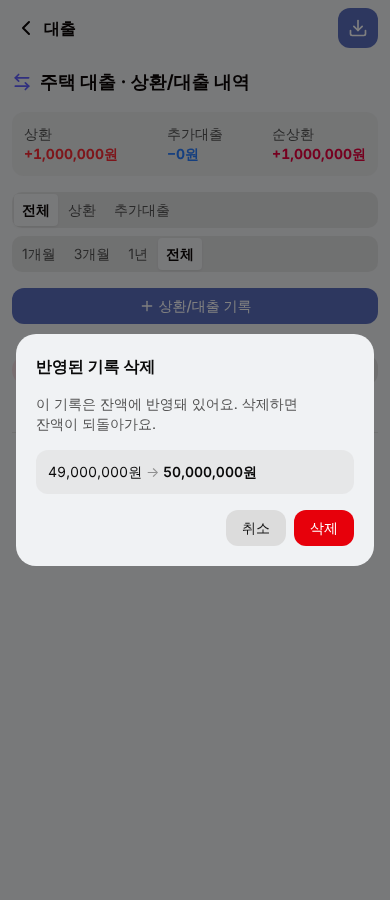 대출
주택 대출 · 상환/대출 내역
상환 추가대출 순상환
+1,000,000원 −0원 +1,000,000원
전체 상환 추가대출
1개월 3개월 1년 전체
+ 상환/대출 기록
반영된 기록 삭제
이 기록은 잔액에 반영돼 있어요. 삭제하면
잔액이 되돌아가요.
49,000,000원 → 50,000,000원
취소 삭제